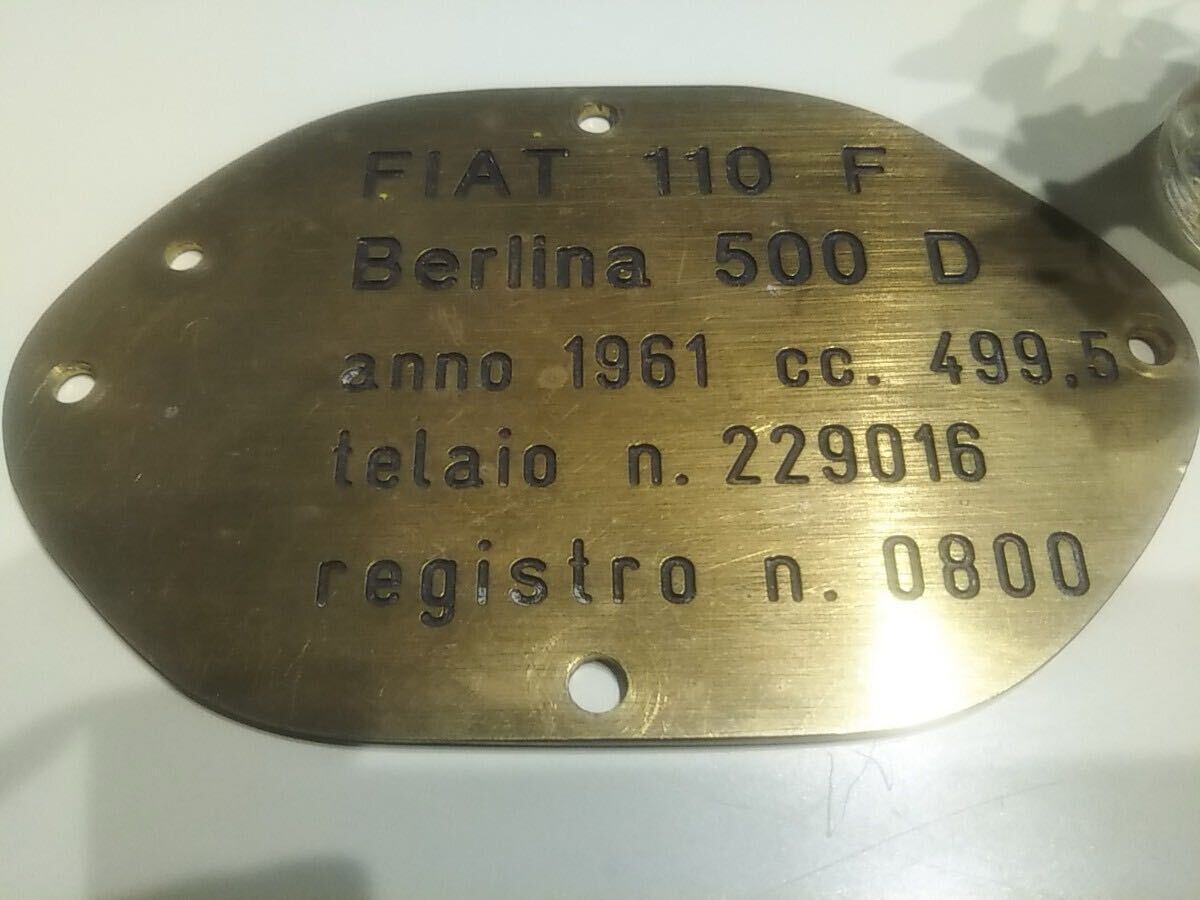 FIAT 110 F
Berlina 500 D
anno 1961 cc. 499,5
telaio n. 229016
registro n. 0800